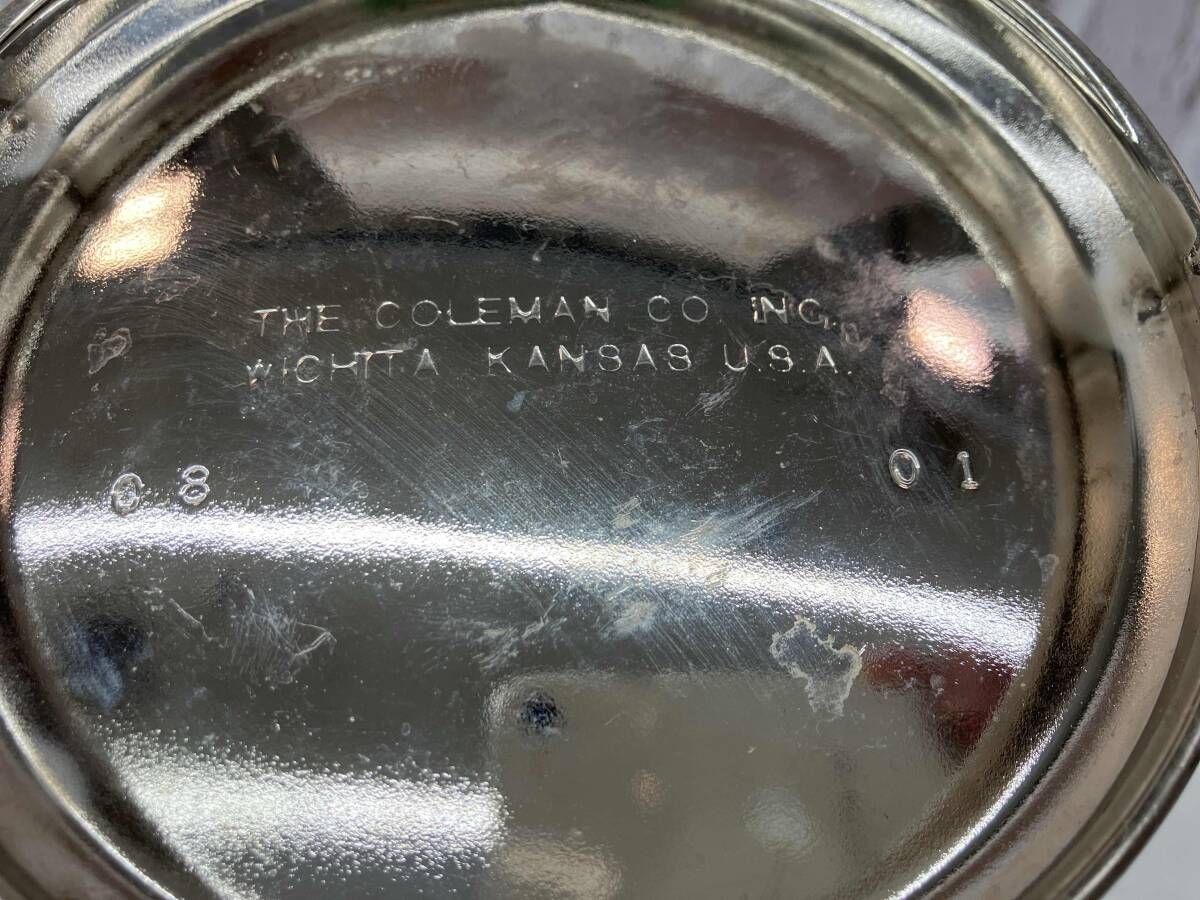 THE COLEMAN CO INC.
WICHITA KANSAS U.S.A.
68 01